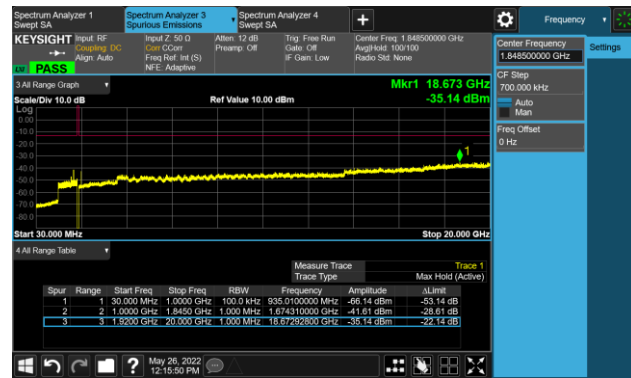 Spectrum Analyzer 1
Swept SA
Spectrum Analyzer 3
Spurious Emissions
Spectrum Analyzer 4
Swept SA
Frequency
KEYSIGHT
PASS
Input: RF
Coupling: DC
Align: Auto
Input Z: 50 Ω
Corr CCorr
Freq Ref: Int (S)
NFE: Adaptive
Atten: 12 dB
Preamp: Off
Trig: Free Run
Gate: Off
IF Gain: Low
Center Freq: 1.848500000 GHz
Avg|Hold: 100/100
Radio Std: None
Center Frequency
1.848500000 GHz
Settings
CF Step
700.000 kHz
Auto
Man
Freq Offset
0 Hz
3 All Range Graph
Mkr1 18.673 GHz
Scale/Div 10.0 dB
Ref Value 10.00 dBm
-35.14 dBm
Log
0.00
-10.0
-20.0
-30.0
-40.0
-50.0
-60.0
-70.0
-80.0
1
Start 30.000 MHz
Stop 20.000 GHz
4 All Range Table
Measure Trace Trace 1
Trace Type Max Hold (Active)
Spur Range Start Freq Stop Freq RBW Frequency Amplitude ΔLimit
1 1 30.000 MHz 1.0000 GHz 100.0 kHz 935.0100000 MHz -66.14 dBm -53.14 dB
2 2 1.0000 GHz 1.8450 GHz 1.000 MHz 1.674310000 GHz -41.61 dBm -28.61 dB
3 3 1.9200 GHz 20.000 GHz 1.000 MHz 18.67292800 GHz -35.14 dBm -22.14 dB
May 26, 2022
12:15:50 PM